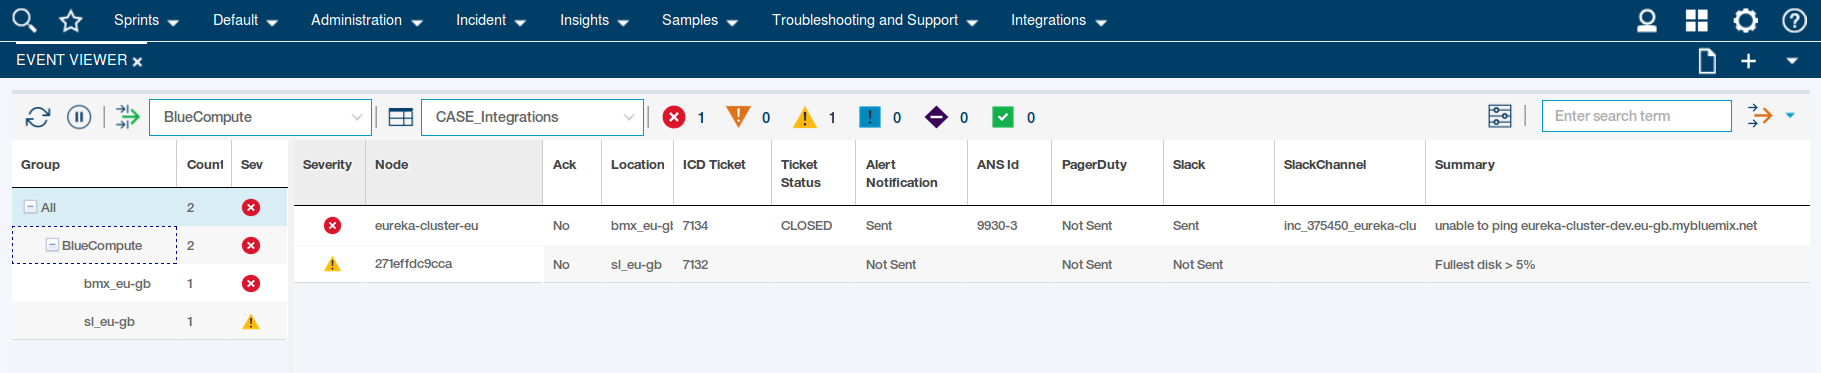 Sprints Default Administration Incident Insights Samples Troubleshooting and Support Integrations
EVENT VIEWER
BlueCompute CASE_Integrations 1 0 1 0 0 0 Enter search term
Group Count Sev Severity Node Ack Location ICD Ticket Ticket Status Alert Notification ANS Id PagerDuty Slack SlackChannel Summary
All 2
eureka-cluster-eu No bmx_eu-gl 7134 CLOSED Sent 9930-3 Not Sent Sent inc_375450_eureka-clu unable to ping eureka-cluster-dev.eu-gb.mybluemix.net
BlueCompute 2
271effdc9cca No sl_eu-gb 7132 Not Sent Not Sent Not Sent Fullest disk > 5%
bmx_eu-gb 1
sl_eu-gb 1